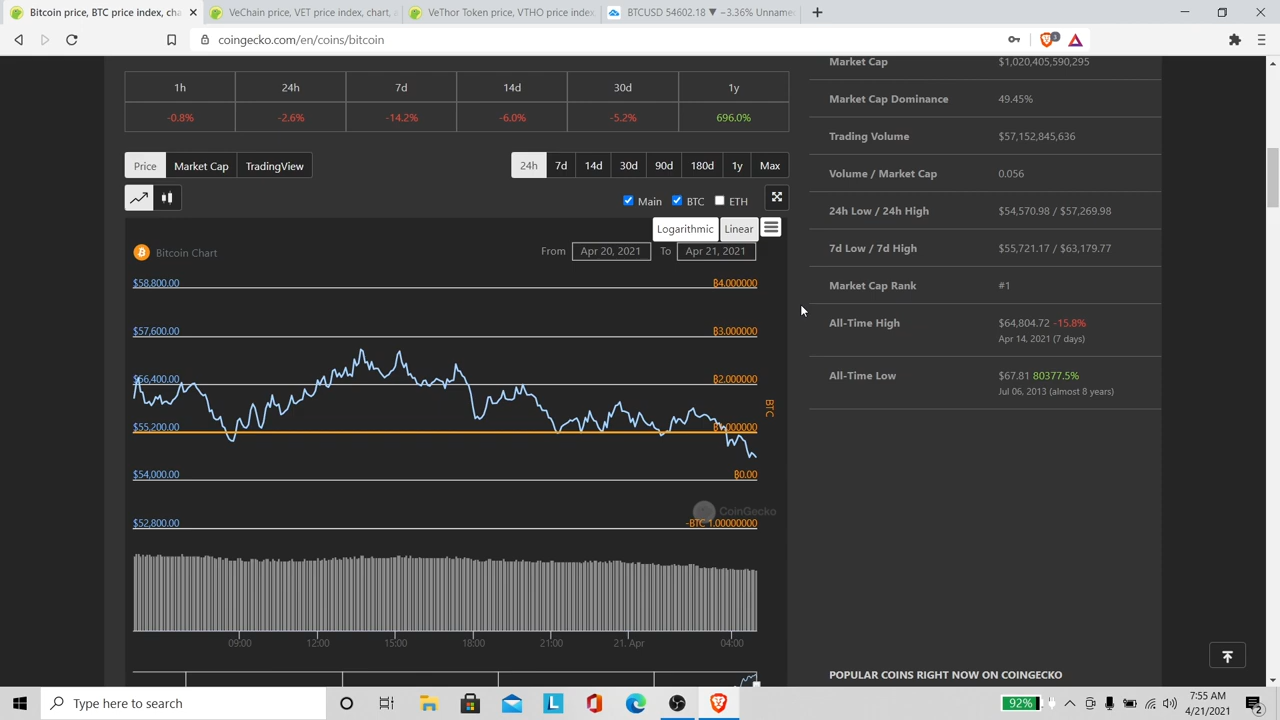 Bitcoin price, BTC price index, cha
VeChain price, VET price index, chart, a
VeThor Token price, VTHO price index
BTCUSD 54602.18 ▼ −3.36% Unname
coingecko.com/en/coins/bitcoin
1h 24h 7d 14d 30d 1y
-0.8% -2.6% -14.2% -6.0% -5.2% 696.0%
Price Market Cap TradingView
24h 7d 14d 30d 90d 180d 1y Max
Main BTC ETH
Logarithmic Linear
Bitcoin Chart
From Apr 20, 2021 To Apr 21, 2021
$58,800.00 ฿4.000000
$57,600.00 ฿3.000000
$56,400.00 ฿2.000000
BTC
$55,200.00 ฿1.000000
$54,000.00 ฿0.00
CoinGecko
$52,800.00 -BTC 1.00000000
09:00 12:00 15:00 18:00 21:00 21. Apr 04:00
Market Cap $1,020,405,590,295
Market Cap Dominance 49.45%
Trading Volume $57,152,845,636
Volume / Market Cap 0.056
24h Low / 24h High $54,570.98 / $57,269.98
7d Low / 7d High $55,721.17 / $63,179.77
Market Cap Rank #1
All-Time High $64,804.72 -15.8%
Apr 14, 2021 (7 days)
All-Time Low $67.81 80377.5%
Jul 06, 2013 (almost 8 years)
POPULAR COINS RIGHT NOW ON COINGECKO
Type here to search
92%
7:55 AM
4/21/2021
2